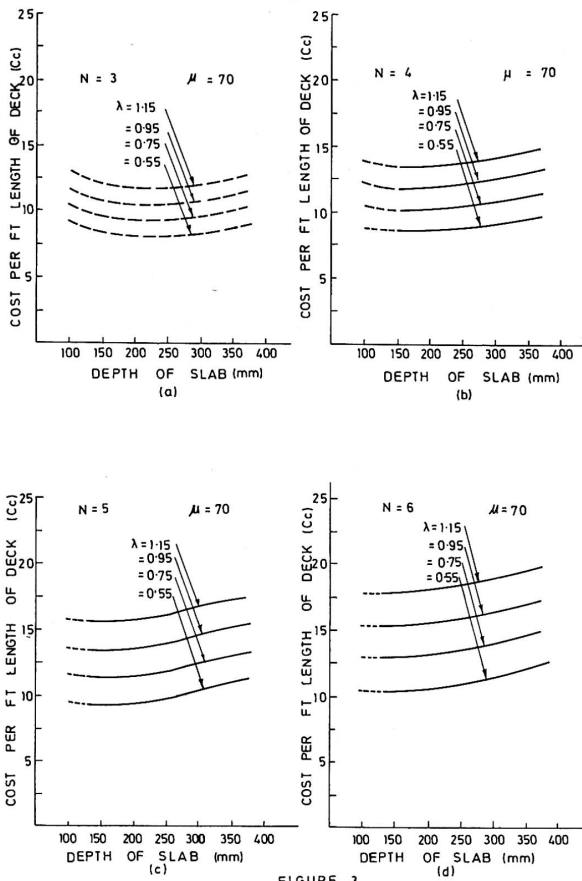 25
20
15
10
5
COST PER FT LENGTH OF DECK (Cc)
N = 3 μ = 70
λ = 1·15
= 0·95
= 0·75
= 0·55
100 150 200 250 300 350 400
DEPTH OF SLAB (mm)
(a)
25
20
15
10
5
COST PER FT LENGTH OF DECK (Cc)
N = 4 μ = 70
λ = 1·15
= 0·95
= 0·75
= 0·55
100 150 200 250 300 350 400
DEPTH OF SLAB (mm)
(b)
25
20
15
10
5
COST PER FT LENGTH OF DECK (Cc)
N = 5 μ = 70
λ = 1·15
= 0·95
= 0·75
= 0·55
100 150 200 250 300 350 400
DEPTH OF SLAB (mm)
(c)
25
20
15
10
5
COST PER FT LENGTH OF DECK (Cc)
N = 6 μ = 70
λ = 1·15
= 0·95
= 0·75
= 0·55
100 150 200 250 300 350 400
DEPTH OF SLAB (mm)
(d)
FIGURE